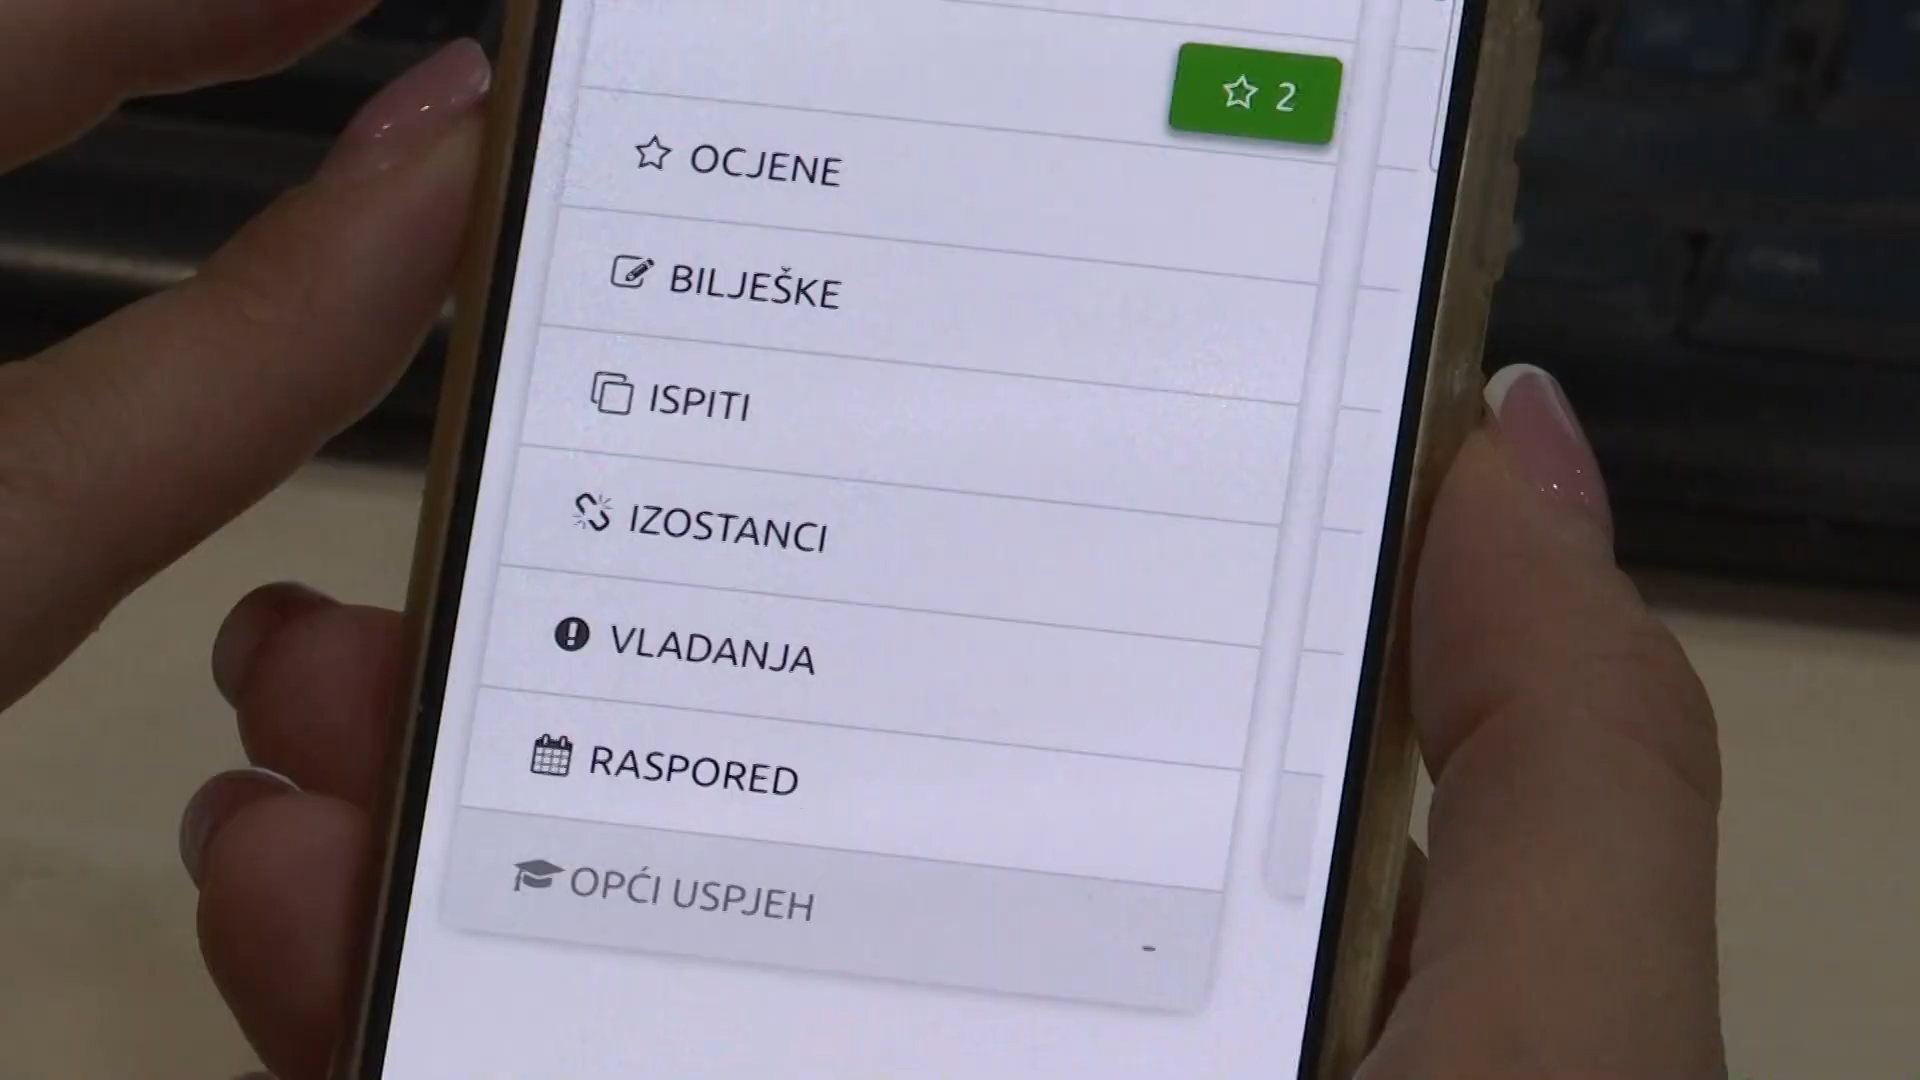 2
OCJENE
BILJEŠKE
ISPITI
IZOSTANCI
VLADANJA
RASPORED
OPĆI USPJEH
-